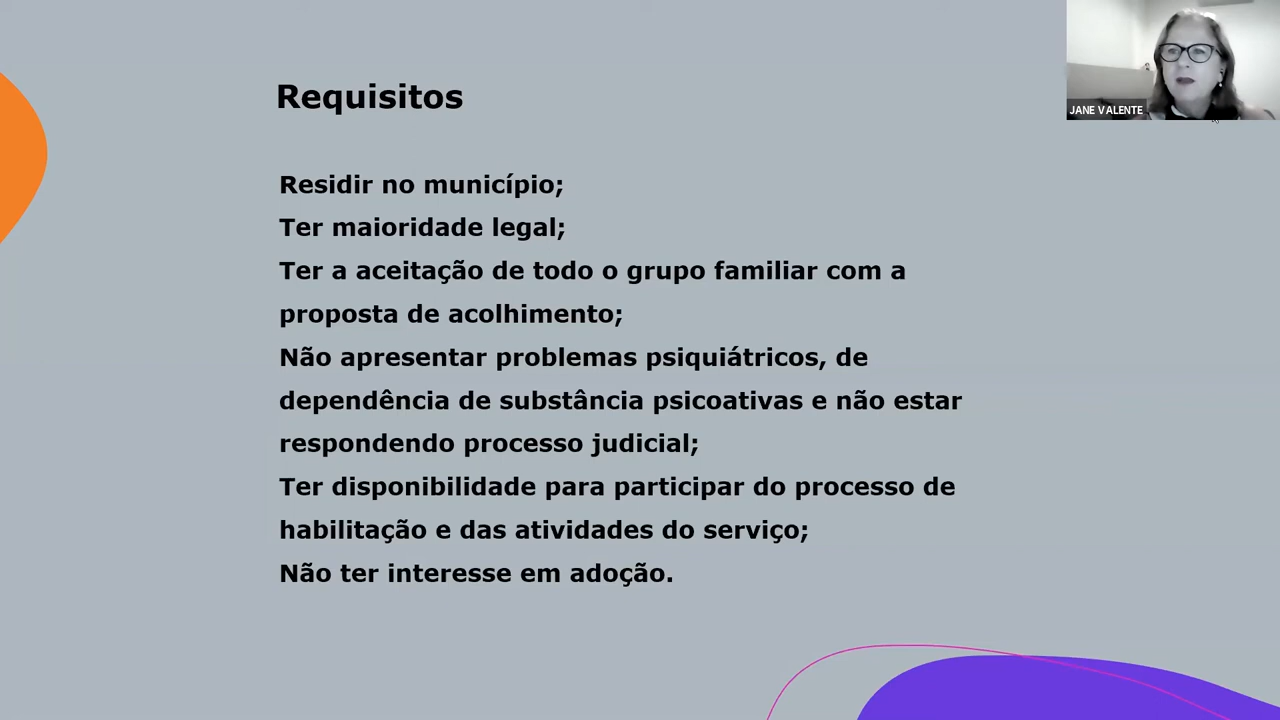 Requisitos
JANE VALENTE
Residir no município;
Ter maioridade legal;
Ter a aceitação de todo o grupo familiar com a
proposta de acolhimento;
Não apresentar problemas psiquiátricos, de
dependência de substância psicoativas e não estar
respondendo processo judicial;
Ter disponibilidade para participar do processo de
habilitação e das atividades do serviço;
Não ter interesse em adoção.